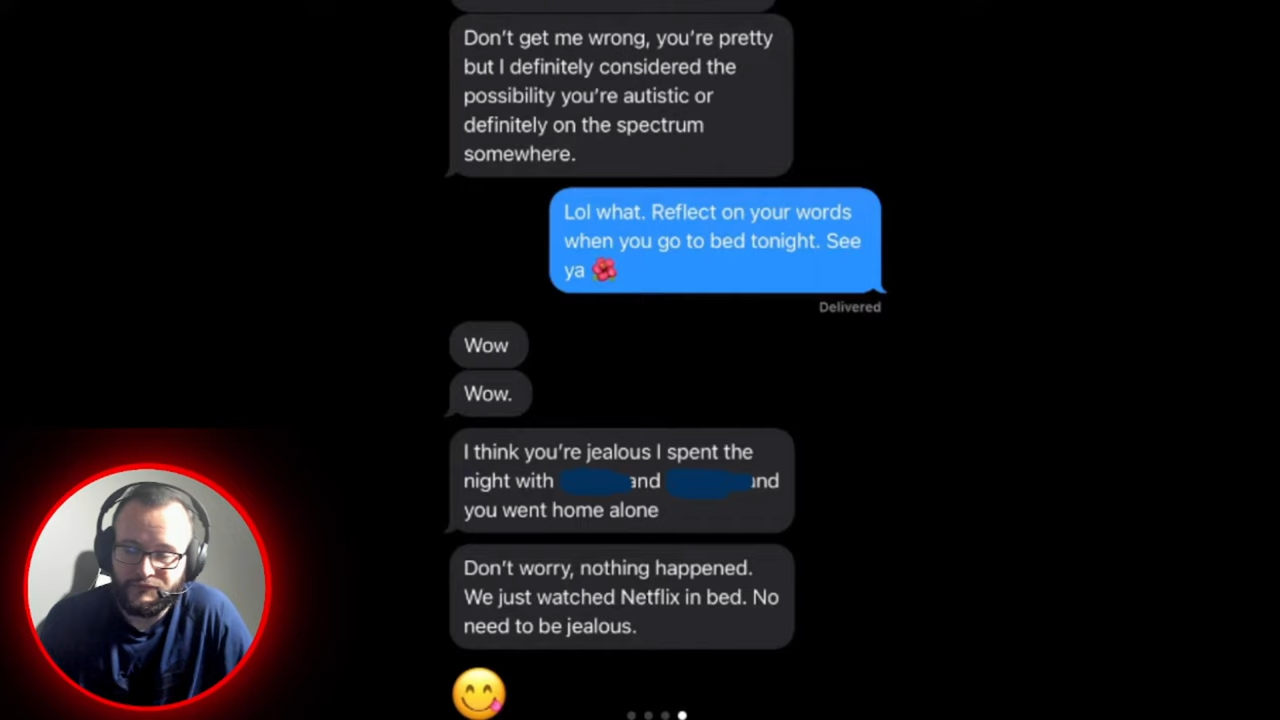 Don't get me wrong, you're pretty
but I definitely considered the
possibility you're autistic or
definitely on the spectrum
somewhere.
Lol what. Reflect on your words
when you go to bed tonight. See
ya 🌺
Delivered
Wow
Wow.
I think you're jealous I spent the
night with and and
you went home alone
Don't worry, nothing happened.
We just watched Netflix in bed. No
need to be jealous.
😋